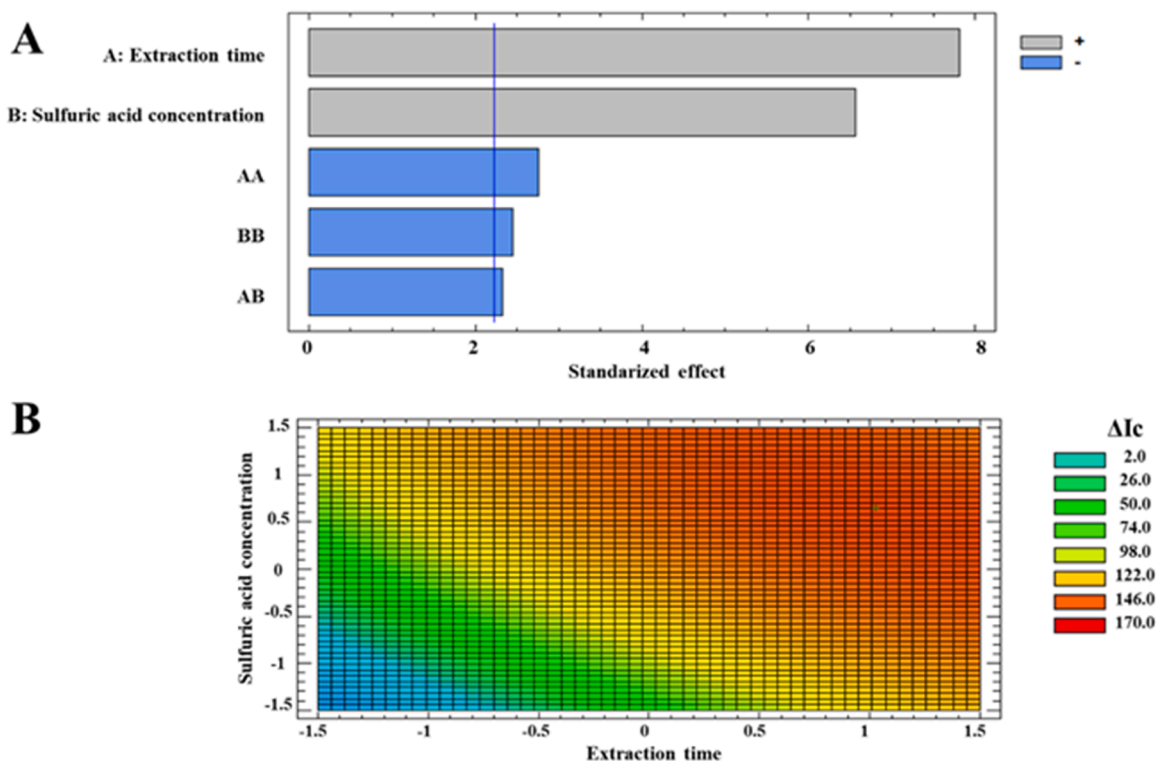 A
A: Extraction time
B: Sulfuric acid concentration
AA
BB
AB
0 2 4 6 8
Standarized effect
+
-
B
1.5
1
0.5
0
-0.5
-1
-1.5
Sulfuric acid concentration
-1.5 -1 -0.5 0 0.5 1 1.5
Extraction time
ΔIc
2.0
26.0
50.0
74.0
98.0
122.0
146.0
170.0